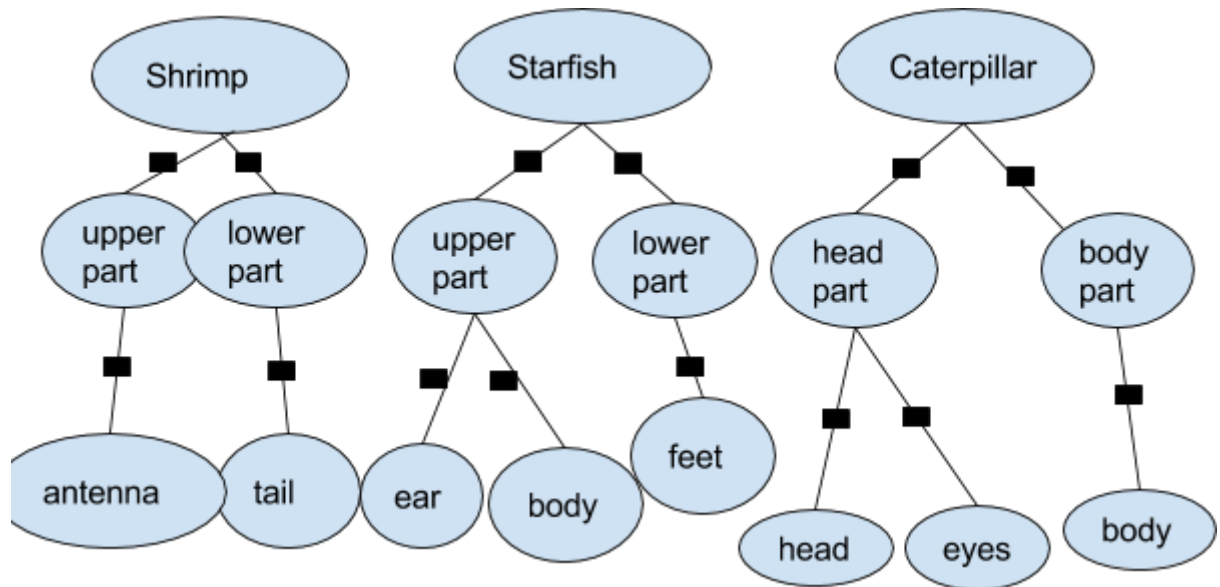 Shrimp
Starfish
Caterpillar
upper
part
lower
part
upper
part
lower
part
head
part
body
part
antenna
tail
ear
body
feet
head
eyes
body